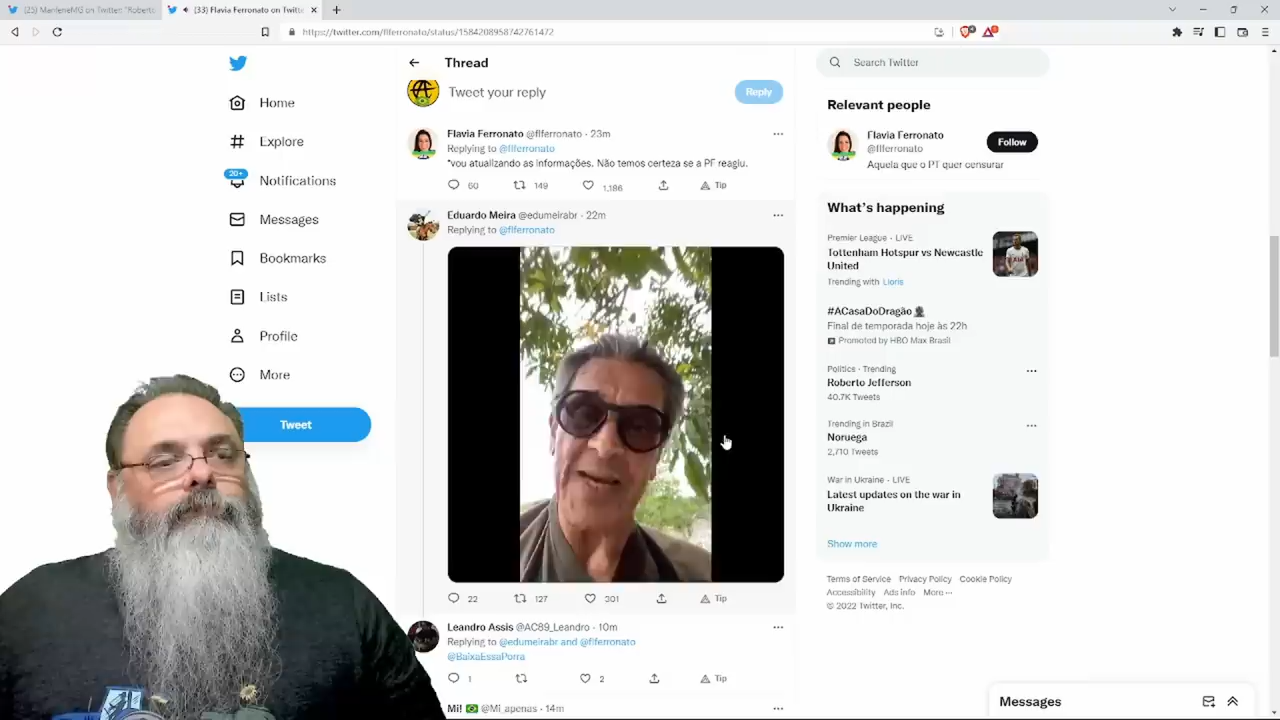 (25) MarleneMG on Twitter: "Roberto
(33) Flavia Ferronato on Twitte
https://twitter.com/flferronato/status/1584208958742761472
Home
Explore
20+
Notifications
Messages
Bookmarks
Lists
Profile
More
Tweet
Thread
Tweet your reply
Reply
Flavia Ferronato @flferronato · 23m
Replying to @flferronato
*vou atualizando as informações. Não temos certeza se a PF reagiu.
60 149 1,186 Tip
Eduardo Meira @edumeirabr · 22m
Replying to @flferronato
22 127 301 Tip
Leandro Assis @AC89_Leandro · 10m
Replying to @edumeirabr and @flferronato
@BaixaEssaPorra
1 2 Tip
Mi! @Mi_apenas · 14m
Search Twitter
Relevant people
Flavia Ferronato
@flferronato
Follow
Aquela que o PT quer censurar
What's happening
Premier League · LIVE
Tottenham Hotspur vs Newcastle
United
Trending with Lloris
#ACasaDoDragão
Final de temporada hoje às 22h
Promoted by HBO Max Brasil
Politics · Trending
Roberto Jefferson
40.7K Tweets
Trending in Brazil
Noruega
2,710 Tweets
War in Ukraine · LIVE
Latest updates on the war in
Ukraine
Show more
Terms of Service Privacy Policy Cookie Policy
Accessibility Ads info More ···
© 2022 Twitter, Inc.
Messages